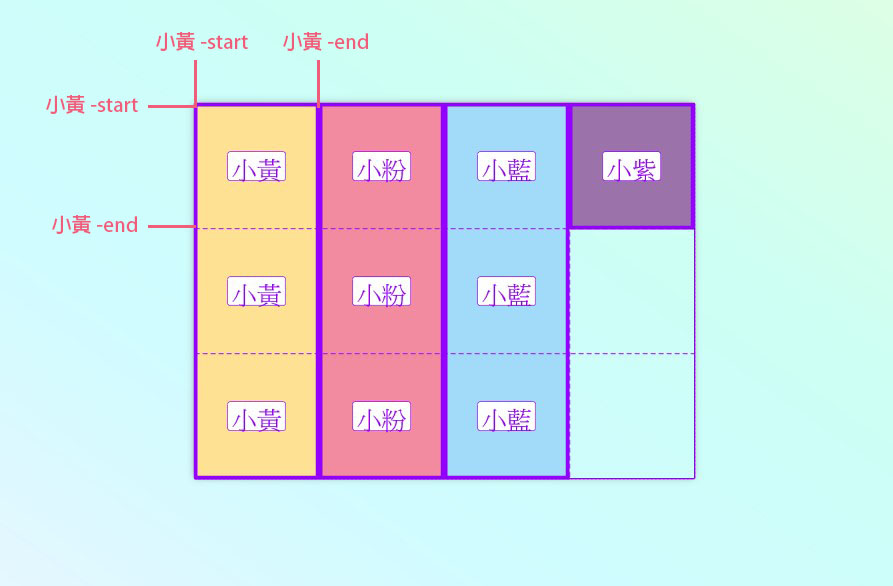 小黃 -start 小黃 -end
小黃 -start
小黃 小粉 小藍 小紫
小黃 -end
小黃 小粉 小藍
小黃 小粉 小藍